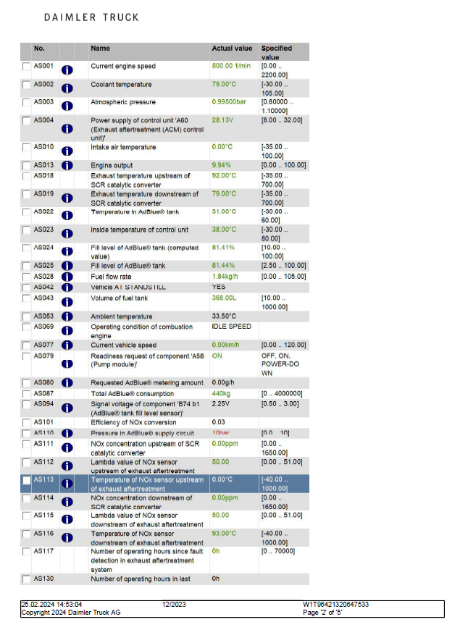 DAIMLER TRUCK
No. Name Actual value Specified
value
AS001 Current engine speed 500.00 1/min [0.00 ..
2200.00]
AS002 Coolant temperature 79.00°C [-30.00 ..
105.00]
AS003 Atmospheric pressure 0.99500bar [0.80000 ..
1.10000]
AS004 Power supply of control unit 'A60 28.13V [8.00 .. 32.00]
(Exhaust aftertreatment (ACM) control
unit)'
AS010 Intake air temperature 0.00°C [-35.00 ..
100.00]
AS013 Engine output 9.94% [0.00 .. 100.00]
AS018 Exhaust temperature upstream of 92.00°C [-35.00 ..
SCR catalytic converter 700.00]
AS019 Exhaust temperature downstream of 79.00°C [-35.00 ..
SCR catalytic converter 700.00]
AS022 Temperature in AdBlue® tank 31.00°C [-30.00 ..
60.00]
AS023 Inside temperature of control unit 38.00°C [-30.00 ..
80.00]
AS024 Fill level of AdBlue® tank (computed 81.41% [10.00 ..
value) 100.00]
AS025 Fill level of AdBlue® tank 81.44% [2.50 .. 100.00]
AS028 Fuel flow rate 1.84kg/h [0.00 .. 105.00]
AS042 Vehicle AT STANDSTILL YES
AS043 Volume of fuel tank 368.00L [10.00 ..
1000.00]
AS053 Ambient temperature 33.50°C
AS069 Operating condition of combustion IDLE SPEED
engine
AS077 Current vehicle speed 0.00km/h [0.00 .. 120.00]
AS079 Readiness request of component 'A58 ON OFF, ON,
(Pump module)' POWER-DO
WN
AS080 Requested AdBlue® metering amount 0.00g/h
AS087 Total AdBlue® consumption 440kg [0 .. 4000000]
AS094 Signal voltage of component 'B74 b1 2.25V [0.50 .. 3.00]
(AdBlue® tank fill level sensor)'
AS101 Efficiency of NOx conversion 0.03
AS110 Pressure in AdBlue® supply circuit 10bar [0.0 .. 10]
AS111 NOx concentration upstream of SCR 0.00ppm [0.00 ..
catalytic converter 1650.00]
AS112 Lambda value of NOx sensor 50.00 [0.00 .. 51.00]
upstream of exhaust aftertreatment
AS113 Temperature of NOx sensor upstream 0.00°C [-40.00 ..
of exhaust aftertreatment 1000.00]
AS114 NOx concentration downstream of 0.00ppm [0.00 ..
SCR catalytic converter 1650.00]
AS115 Lambda value of NOx sensor 50.00 [0.00 .. 51.00]
downstream of exhaust aftertreatment
AS116 Temperature of NOx sensor 93.00°C [-40.00 ..
downstream of exhaust aftertreatment 1000.00]
AS117 Number of operating hours since fault 0h [0 .. 70000]
detection in exhaust aftertreatment
system
AS130 Number of operating hours in last 0h
26.02.2024 14:53:04 12/2023 W1T96421320647533
Copyright 2024 Daimler Truck AG Page '2' of '5'